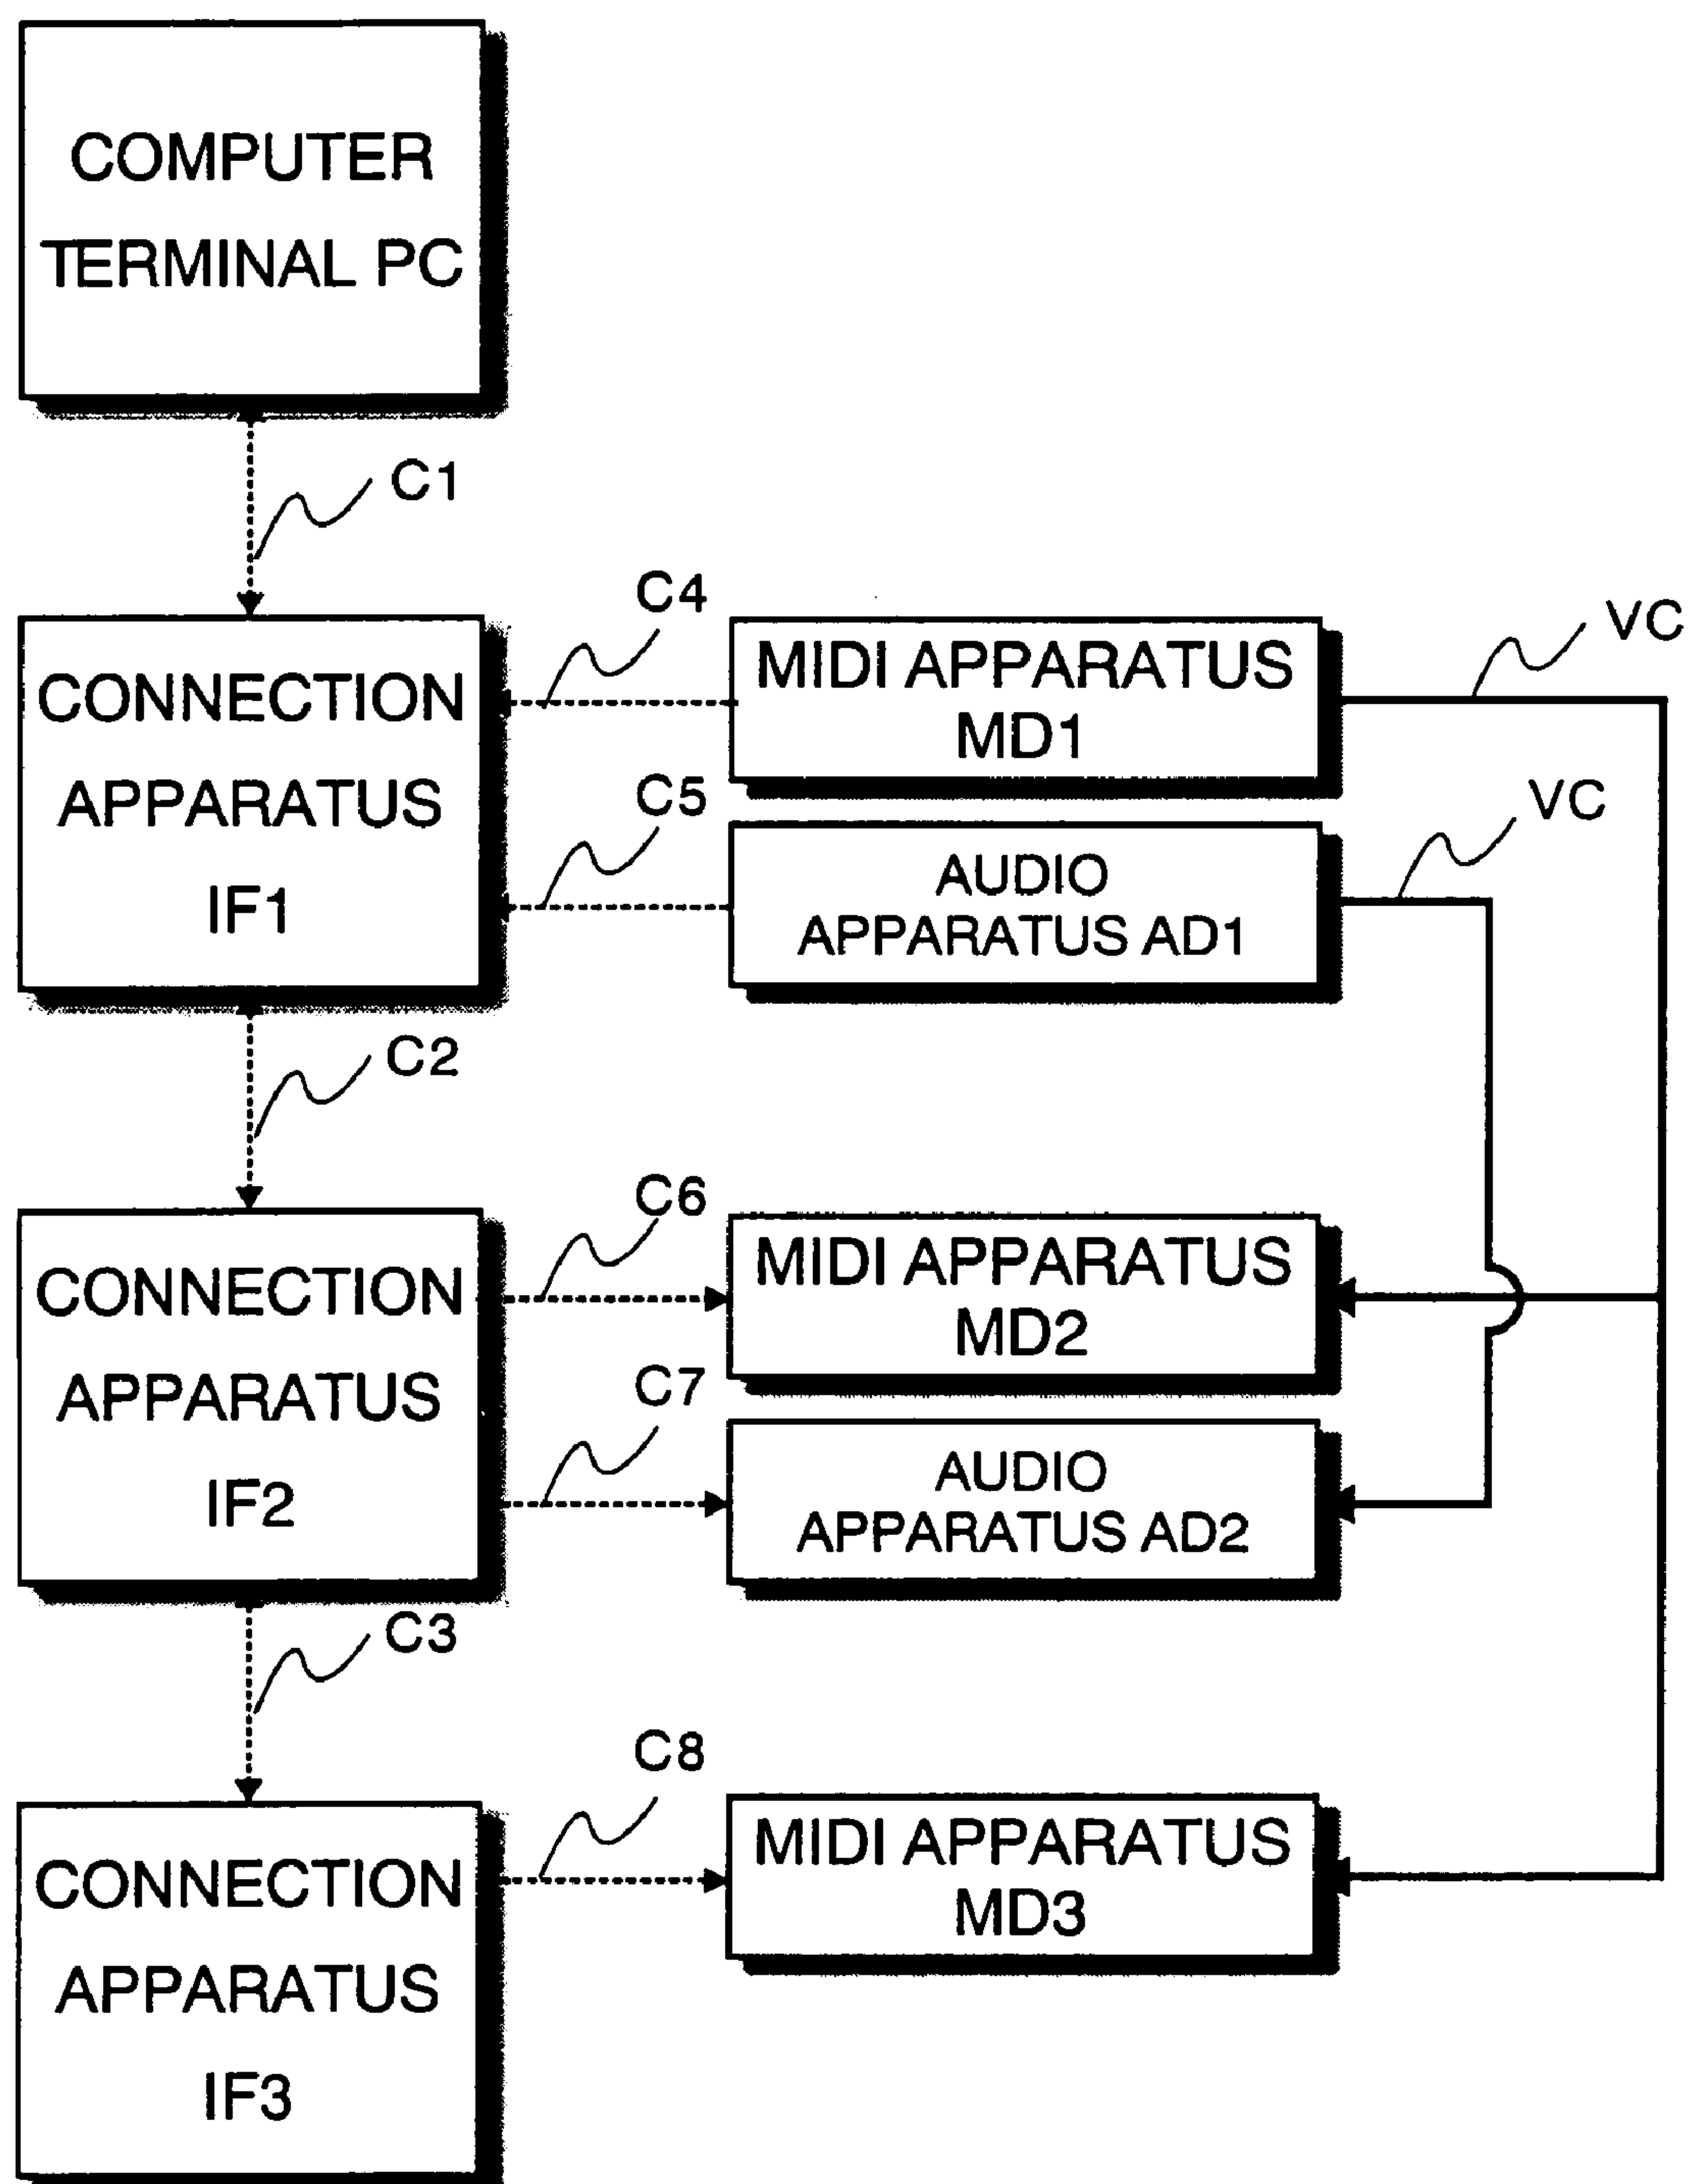 COMPUTER
TERMINAL PC
C1
C4
VC
CONNECTION
APPARATUS
IF1
MIDI APPARATUS
MD1
C5
VC
AUDIO
APPARATUS AD1
C2
C6
CONNECTION
APPARATUS
IF2
MIDI APPARATUS
MD2
C7
AUDIO
APPARATUS AD2
C3
C8
CONNECTION
APPARATUS
IF3
MIDI APPARATUS
MD3